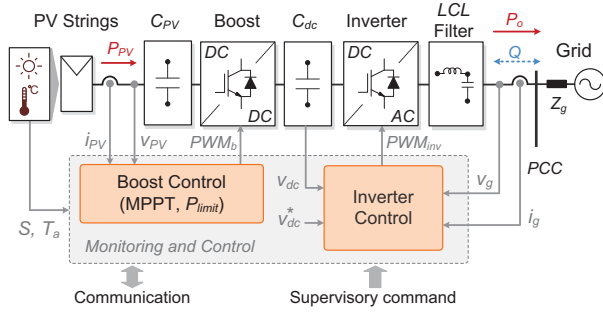 PV Strings
C_PV
Boost
C_dc
Inverter
LCL
Filter
P_o
Q
Grid
P_PV
°C
DC
DC
DC
AC
Z_g
PCC
i_PV
v_PV
PWM_b
PWM_inv
Boost Control
(MPPT, P_limit)
v_dc
v_dc*
Inverter
Control
v_g
i_g
S, T_a
Monitoring and Control
Communication
Supervisory command